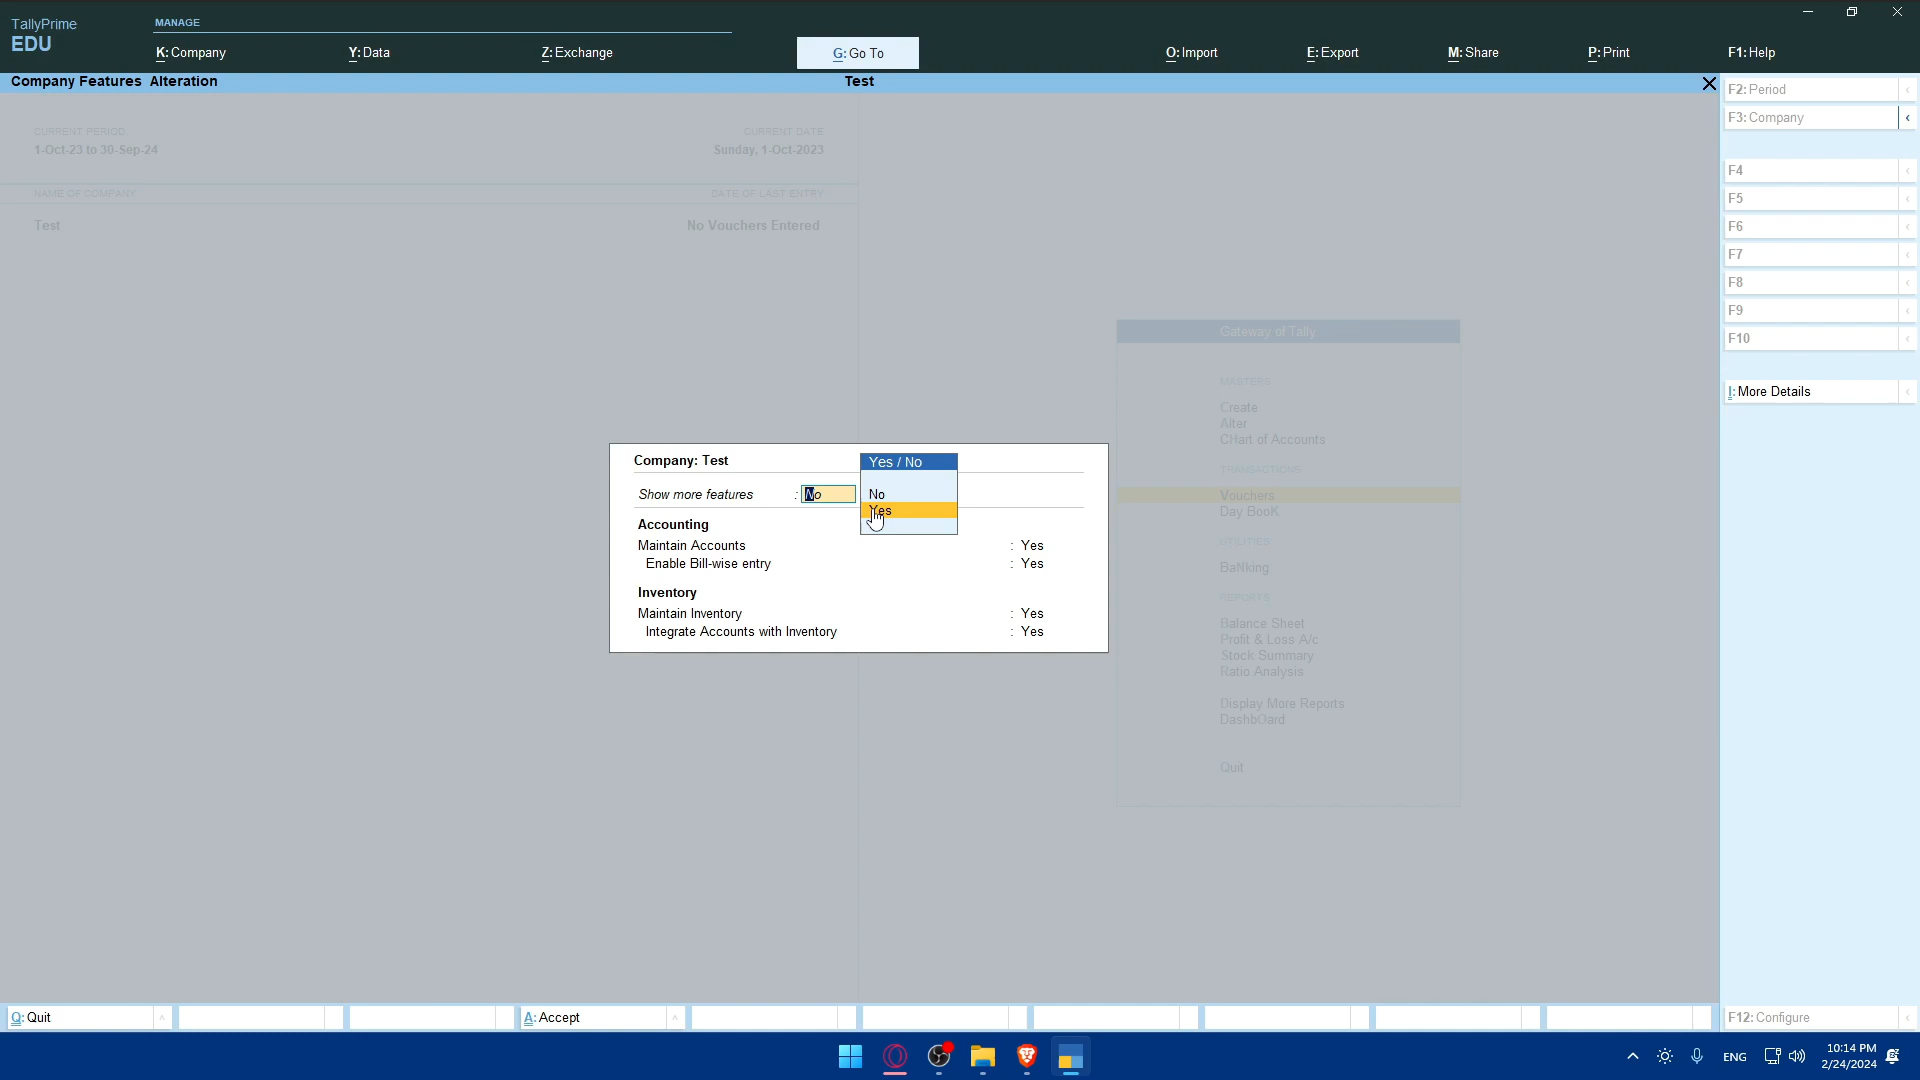 TallyPrime
EDU
MANAGE
K: Company
Y: Data
Z: Exchange
G: Go To
O: Import
E: Export
M: Share
P: Print
F1: Help
Company Features Alteration
Test
F2: Period
F3: Company
F4
F5
F6
F7
F8
F9
F10
I: More Details
F12: Configure
CURRENT PERIOD
1-Oct-23 to 30-Sep-24
CURRENT DATE
Sunday, 1-Oct-2023
NAME OF COMPANY
DATE OF LAST ENTRY
Test
No Vouchers Entered
Company: Test
Show more features : No
Yes / No
No
Yes
Accounting
Maintain Accounts : Yes
Enable Bill-wise entry : Yes
Inventory
Maintain Inventory : Yes
Integrate Accounts with Inventory : Yes
Gateway of Tally
MASTERS
Create
Alter
CHart of Accounts
TRANSACTIONS
Vouchers
Day BooK
UTILITIES
BaNking
REPORTS
Balance Sheet
Profit & Loss A/c
Stock Summary
Ratio Analysis
Display More Reports
DashbOard
Quit
Q: Quit
A: Accept
ENG
10:14 PM
2/24/2024